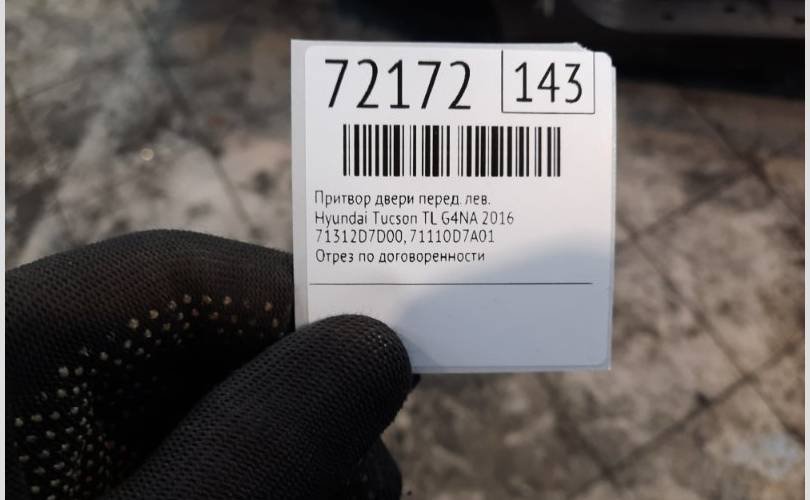 72172 143
Притвор двери перед. лев.
Hyundai Tucson TL G4NA 2016
71312D7D00, 71110D7A01
Отрез по договоренности